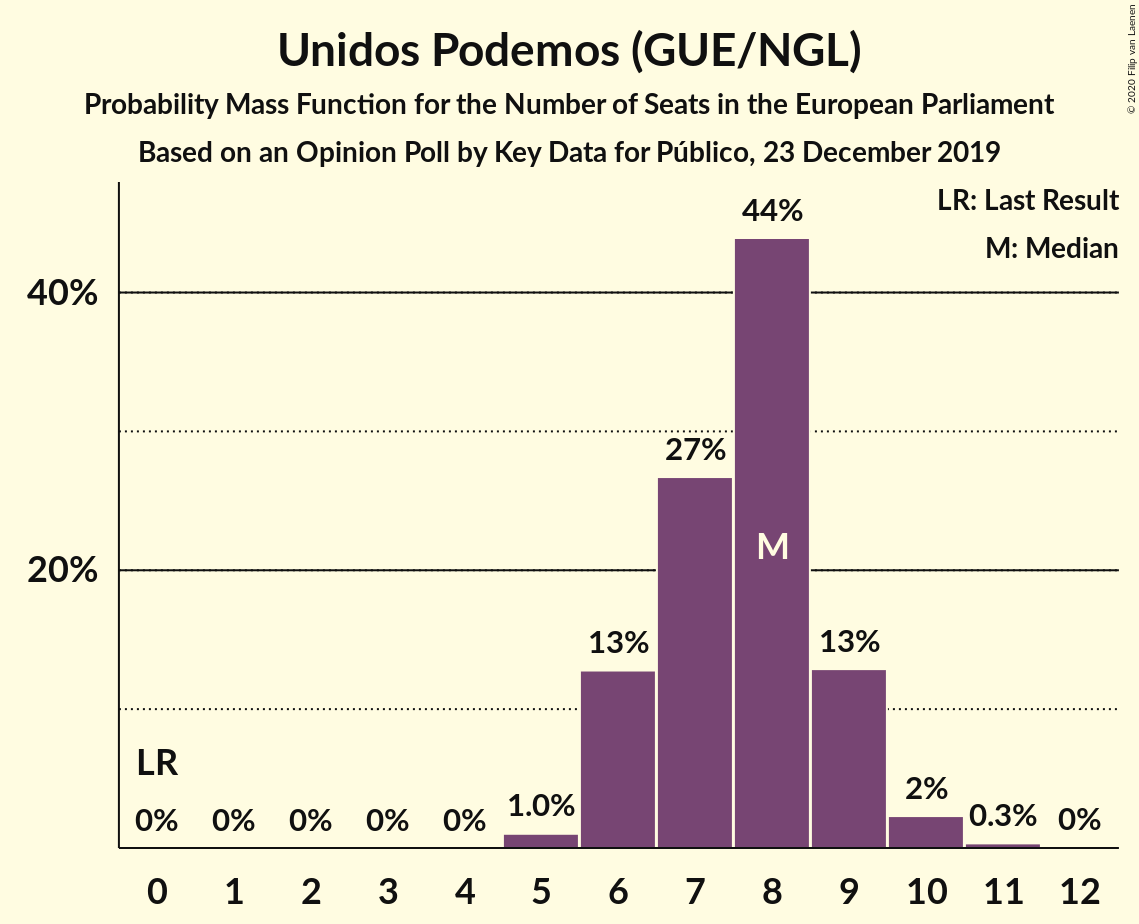 Unidos Podemos (GUE/NGL)
Probability Mass Function for the Number of Seats in the European Parliament
Based on an Opinion Poll by Key Data for Público, 23 December 2019
© 2020 Filip van Laenen
LR: Last Result
M: Median
44%
40%
27%
M
20%
13%
13%
LR
0%
0%
0%
0%
0%
1.0%
2%
0.3%
0%
0 1 2 3 4 5 6 7 8 9 10 11 12